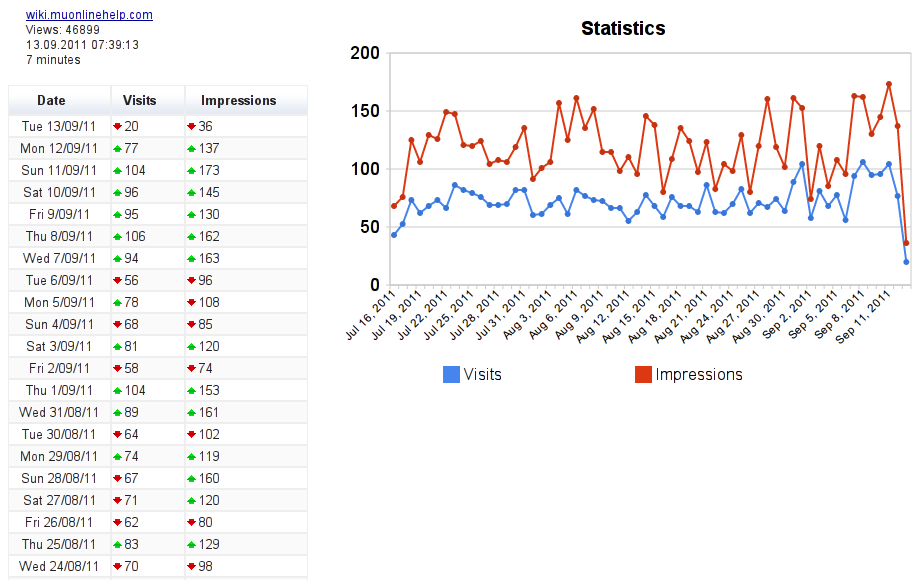 wiki.muonlinehelp.com
Views: 46899
13.09.2011 07:39:13
7 minutes
Date Visits Impressions
Tue 13/09/11 20 36
Mon 12/09/11 77 137
Sun 11/09/11 104 173
Sat 10/09/11 96 145
Fri 9/09/11 95 130
Thu 8/09/11 106 162
Wed 7/09/11 94 163
Tue 6/09/11 56 96
Mon 5/09/11 78 108
Sun 4/09/11 68 85
Sat 3/09/11 81 120
Fri 2/09/11 58 74
Thu 1/09/11 104 153
Wed 31/08/11 89 161
Tue 30/08/11 64 102
Mon 29/08/11 74 119
Sun 28/08/11 67 160
Sat 27/08/11 71 120
Fri 26/08/11 62 80
Thu 25/08/11 83 129
Wed 24/08/11 70 98
Statistics
200
150
100
50
0
Jul 16, 2011
Jul 19, 2011
Jul 22, 2011
Jul 25, 2011
Jul 28, 2011
Jul 31, 2011
Aug 3, 2011
Aug 6, 2011
Aug 9, 2011
Aug 12, 2011
Aug 15, 2011
Aug 18, 2011
Aug 21, 2011
Aug 24, 2011
Aug 27, 2011
Aug 30, 2011
Sep 2, 2011
Sep 5, 2011
Sep 8, 2011
Sep 11, 2011
Visits
Impressions